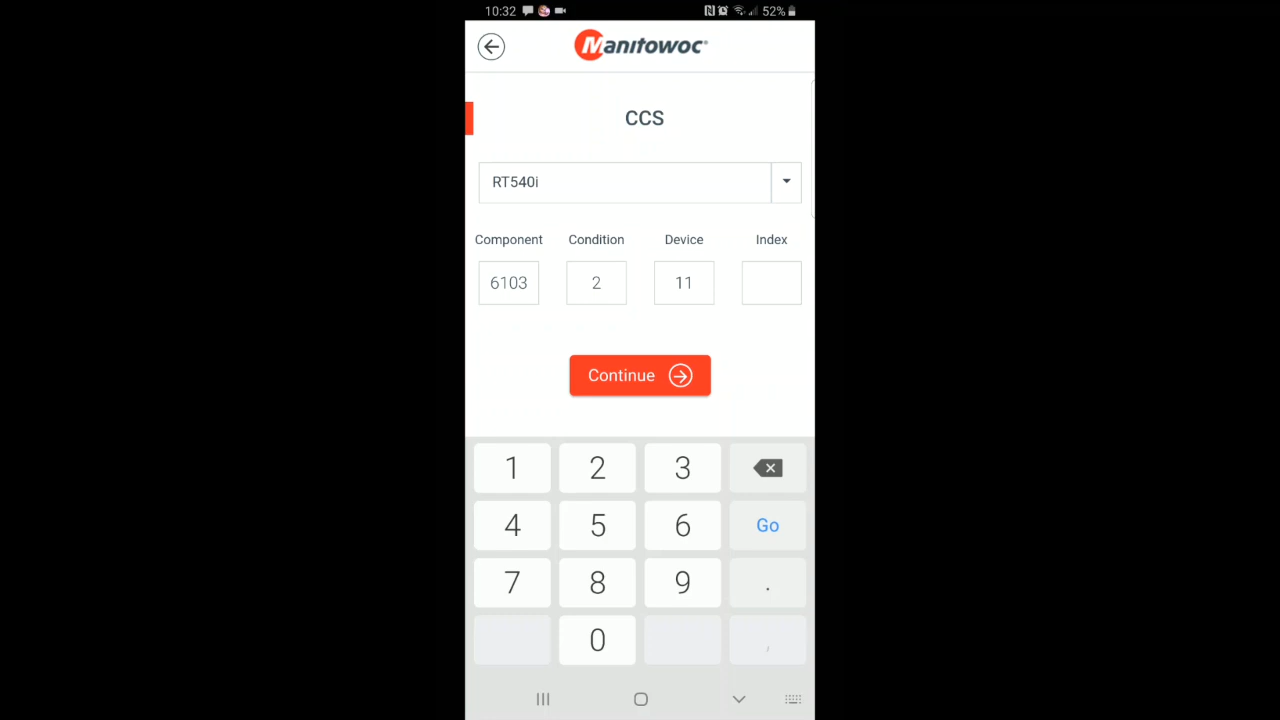 10:32 52%
Manitowoc®
CCS
RT540i
Component Condition Device Index
6103 2 11
Continue
1 2 3
4 5 6 Go
7 8 9 .
0 ,